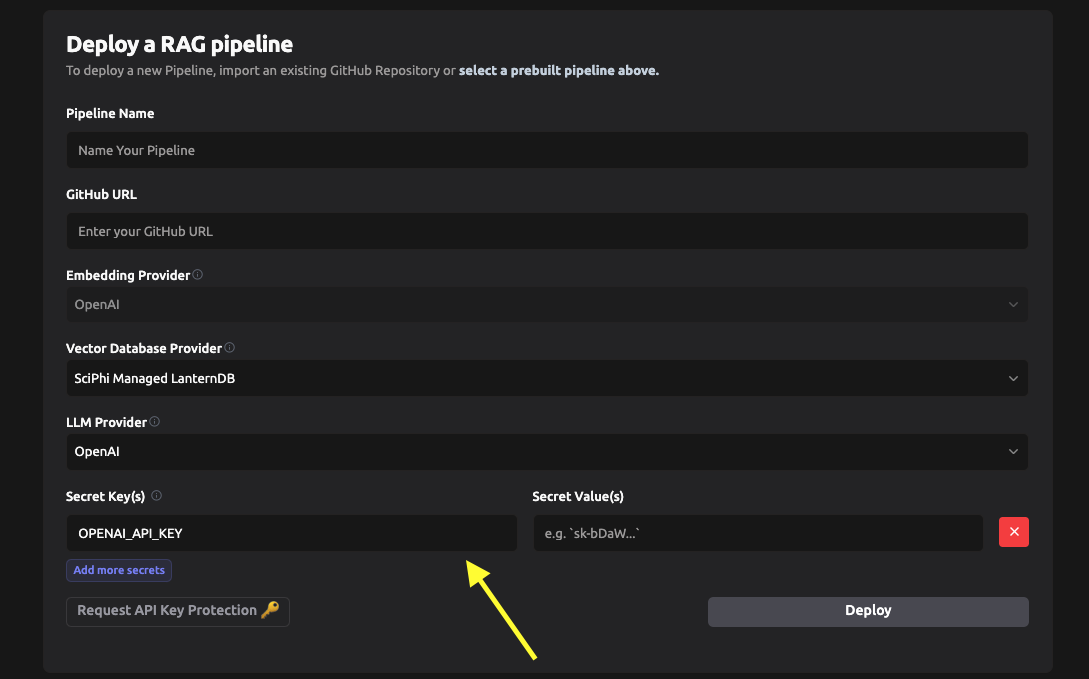 Deploy a RAG pipeline
To deploy a new Pipeline, import an existing GitHub Repository or select a prebuilt pipeline above.
Pipeline Name
Name Your Pipeline
GitHub URL
Enter your GitHub URL
Embedding Provider
OpenAI
Vector Database Provider
SciPhi Managed LanternDB
LLM Provider
OpenAI
Secret Key(s) Secret Value(s)
OPENAI_API_KEY e.g. `sk-bDaW...`
Add more secrets
Request API Key Protection 🔑 Deploy